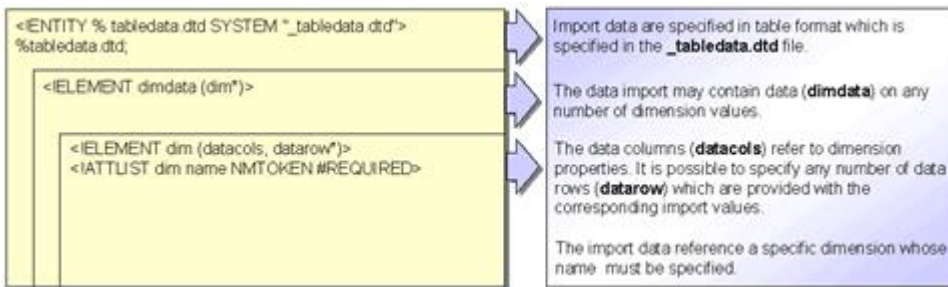 <!ENTITY % tabledata.dtd SYSTEM "_tabledata.dtd">
%tabledata.dtd;
<!ELEMENT dimdata (dim*)>
<!ELEMENT dim (datacols, datarow*)>
<!ATTLIST dim name NMTOKEN #REQUIRED>
Import data are specified in table format which is
specified in the _tabledata.dtd file.
The data import may contain data (dimdata) on any
number of dimension values.
The data columns (datacols) refer to dimension
properties. It is possible to specify any number of data
rows (datarow) which are provided with the
corresponding import values.
The import data reference a specific dimension whose
name must be specified.